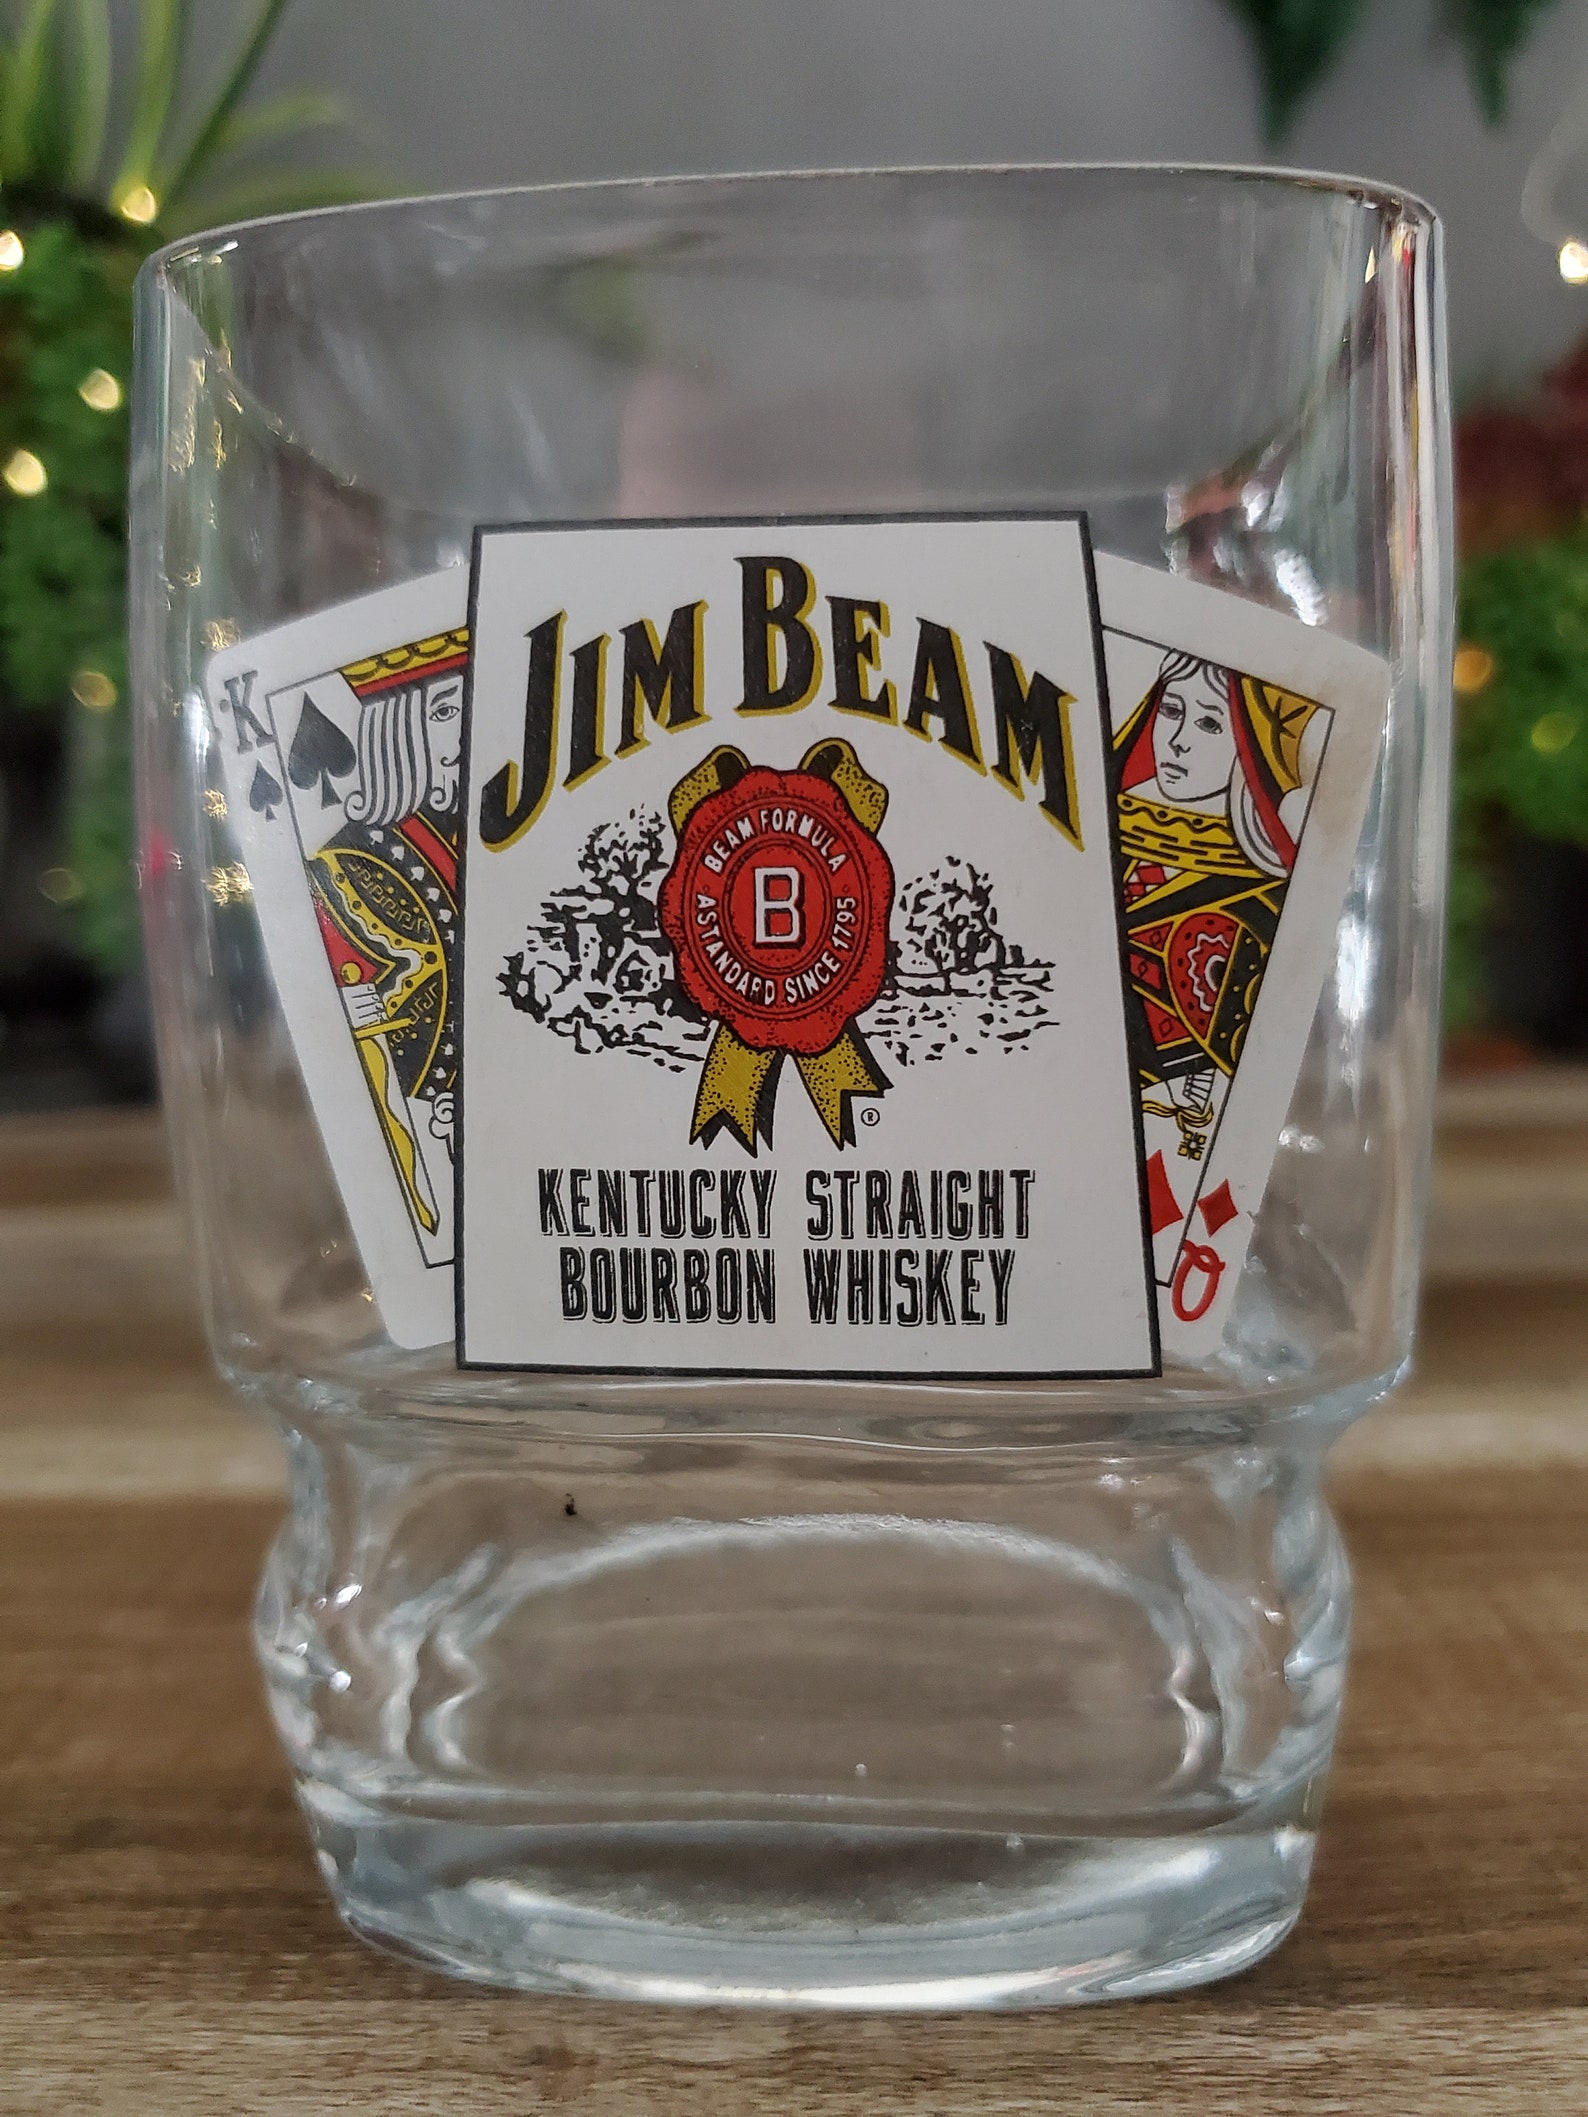 JIM BEAM
K
BEAM FORMULA
B
A STANDARD SINCE 1795
®
KENTUCKY STRAIGHT
BOURBON WHISKEY
Q